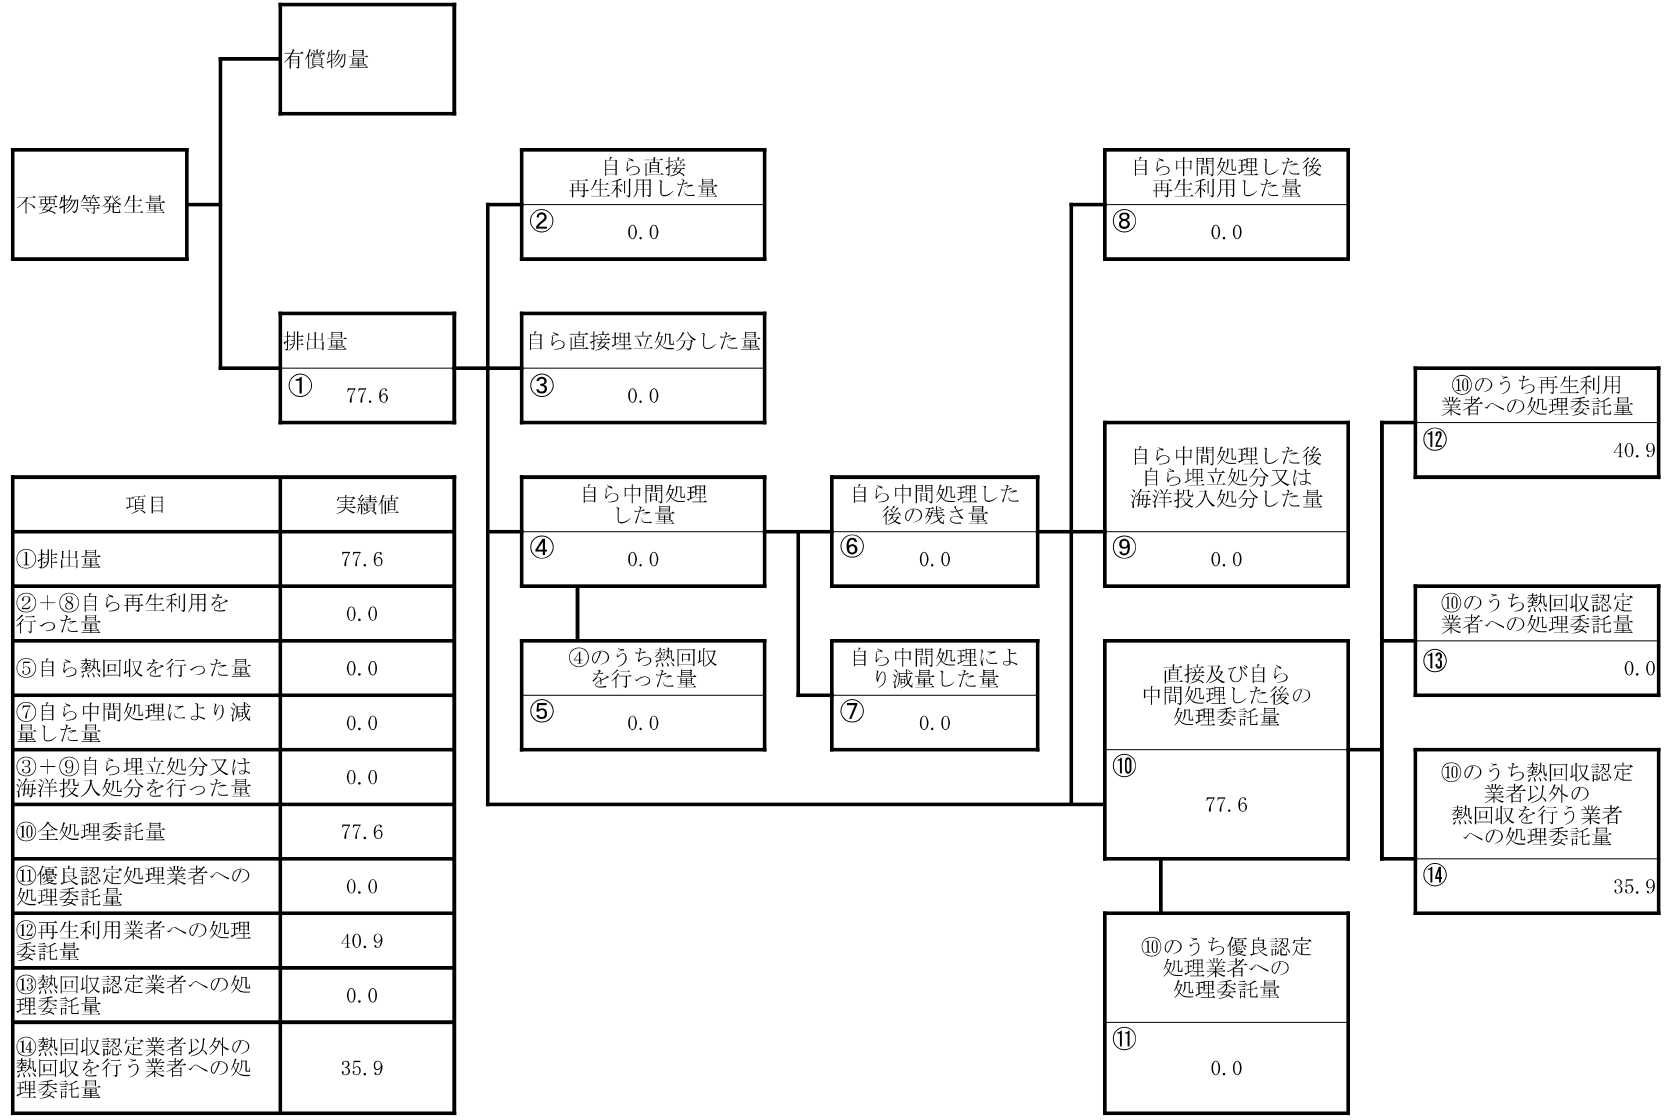 有償物量
不要物等発生量
排出量
①
77.6
自ら直接
再生利用した量
②
0.0
自ら直接埋立処分した量
③
0.0
自ら中間処理
した量
④
0.0
④のうち熱回収
を行った量
⑤
0.0
自ら中間処理した
後の残さ量
⑥
0.0
自ら中間処理によ
り減量した量
⑦
0.0
自ら中間処理した後
再生利用した量
⑧
0.0
自ら中間処理した後
自ら埋立処分又は
海洋投入処分した量
⑨
0.0
直接及び自ら
中間処理した後の
処理委託量
⑩
77.6
⑩のうち優良認定
処理業者への
処理委託量
⑪
0.0
⑩のうち再生利用
業者への処理委託量
⑫
40.9
⑩のうち熱回収認定
業者への処理委託量
⑬
0.0
⑩のうち熱回収認定
業者以外の
熱回収を行う業者
への処理委託量
⑭
35.9
項目 実績値
①排出量 77.6
②＋⑧自ら再生利用を
行った量
0.0
⑤自ら熱回収を行った量 0.0
⑦自ら中間処理により減
量した量
0.0
③＋⑨自ら埋立処分又は
海洋投入処分を行った量
0.0
⑩全処理委託量 77.6
⑪優良認定処理業者への
処理委託量
0.0
⑫再生利用業者への処理
委託量
40.9
⑬熱回収認定業者への処
理委託量
0.0
⑭熱回収認定業者以外の
熱回収を行う業者への処
理委託量
35.9